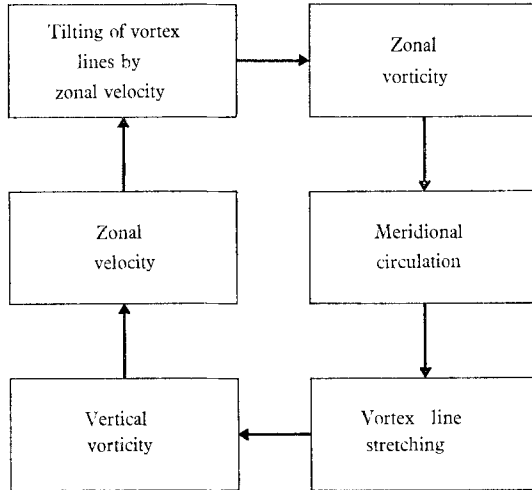 Tilting of vortex
lines by
zonal velocity
Zonal
vorticity
Zonal
velocity
Meridional
circulation
Vertical
vorticity
Vortex line
stretching